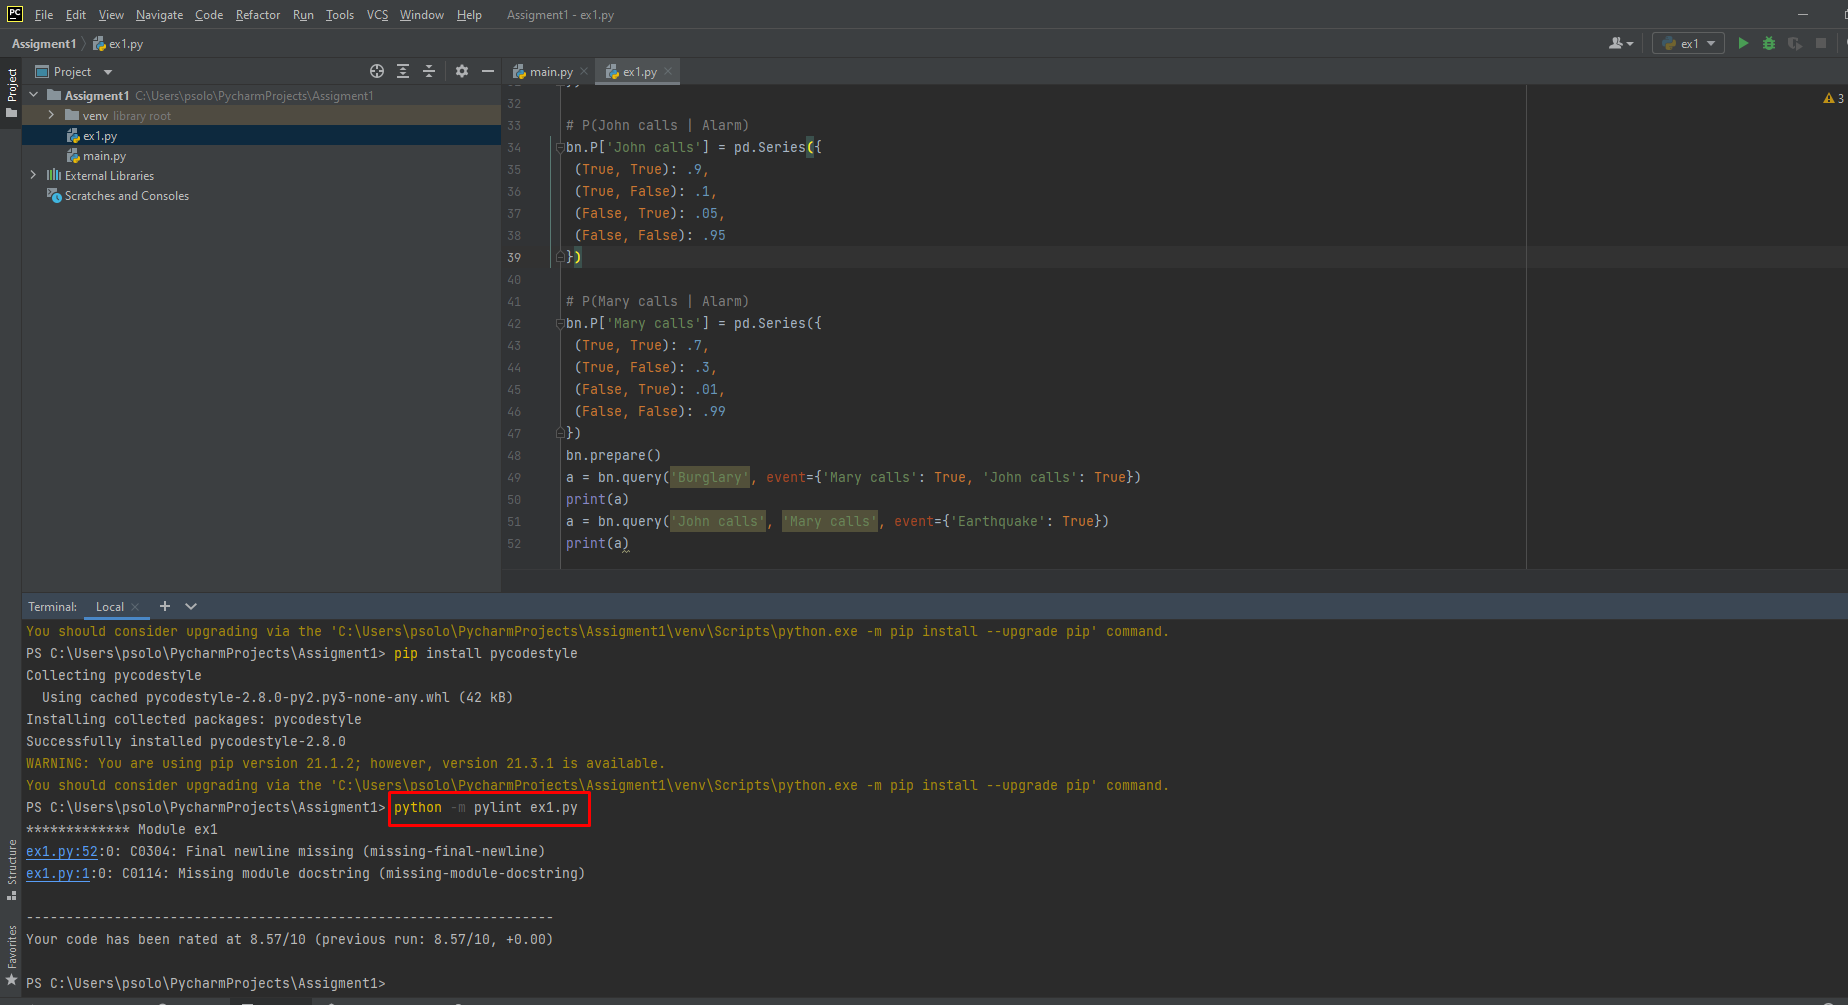 PC File Edit View Navigate Code Refactor Run Tools VCS Window Help Assigment1 - ex1.py
Assigment1 ex1.py ex1
Project main.py ex1.py
Project
Assigment1 C:\Users\psolo\PycharmProjects\Assigment1
venv library root
ex1.py
main.py
External Libraries
Scratches and Consoles
3
32
33 # P(John calls | Alarm)
34 bn.P['John calls'] = pd.Series({
35 (True, True): .9,
36 (True, False): .1,
37 (False, True): .05,
38 (False, False): .95
39 })
40
41 # P(Mary calls | Alarm)
42 bn.P['Mary calls'] = pd.Series({
43 (True, True): .7,
44 (True, False): .3,
45 (False, True): .01,
46 (False, False): .99
47 })
48 bn.prepare()
49 a = bn.query('Burglary', event={'Mary calls': True, 'John calls': True})
50 print(a)
51 a = bn.query('John calls', 'Mary calls', event={'Earthquake': True})
52 print(a)
Terminal: Local
You should consider upgrading via the 'C:\Users\psolo\PycharmProjects\Assigment1\venv\Scripts\python.exe -m pip install --upgrade pip' command.
PS C:\Users\psolo\PycharmProjects\Assigment1> pip install pycodestyle
Collecting pycodestyle
Using cached pycodestyle-2.8.0-py2.py3-none-any.whl (42 kB)
Installing collected packages: pycodestyle
Successfully installed pycodestyle-2.8.0
WARNING: You are using pip version 21.1.2; however, version 21.3.1 is available.
You should consider upgrading via the 'C:\Users\psolo\PycharmProjects\Assigment1\venv\Scripts\python.exe -m pip install --upgrade pip' command.
PS C:\Users\psolo\PycharmProjects\Assigment1> python -m pylint ex1.py
************* Module ex1
ex1.py:52:0: C0304: Final newline missing (missing-final-newline)
ex1.py:1:0: C0114: Missing module docstring (missing-module-docstring)
------------------------------------------------------------------
Your code has been rated at 8.57/10 (previous run: 8.57/10, +0.00)
PS C:\Users\psolo\PycharmProjects\Assigment1>
Structure
Favorites